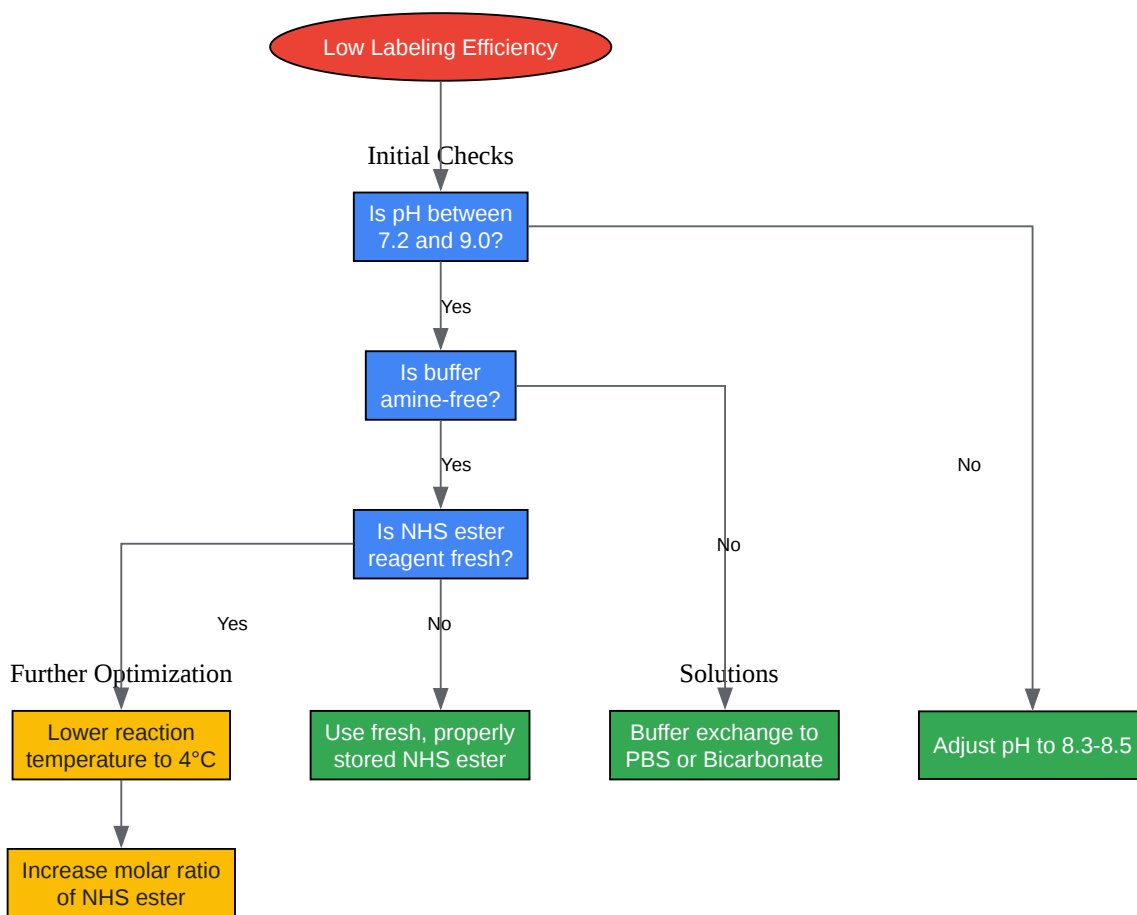 Low Labeling Efficiency
Initial Checks
Is pH between
7.2 and 9.0?
Yes
Is buffer
amine-free?
Yes
No
Is NHS ester
reagent fresh?
No
Yes
No
Further Optimization
Solutions
Lower reaction
temperature to 4°C
Use fresh, properly
stored NHS ester
Buffer exchange to
PBS or Bicarbonate
Adjust pH to 8.3-8.5
Increase molar ratio
of NHS ester